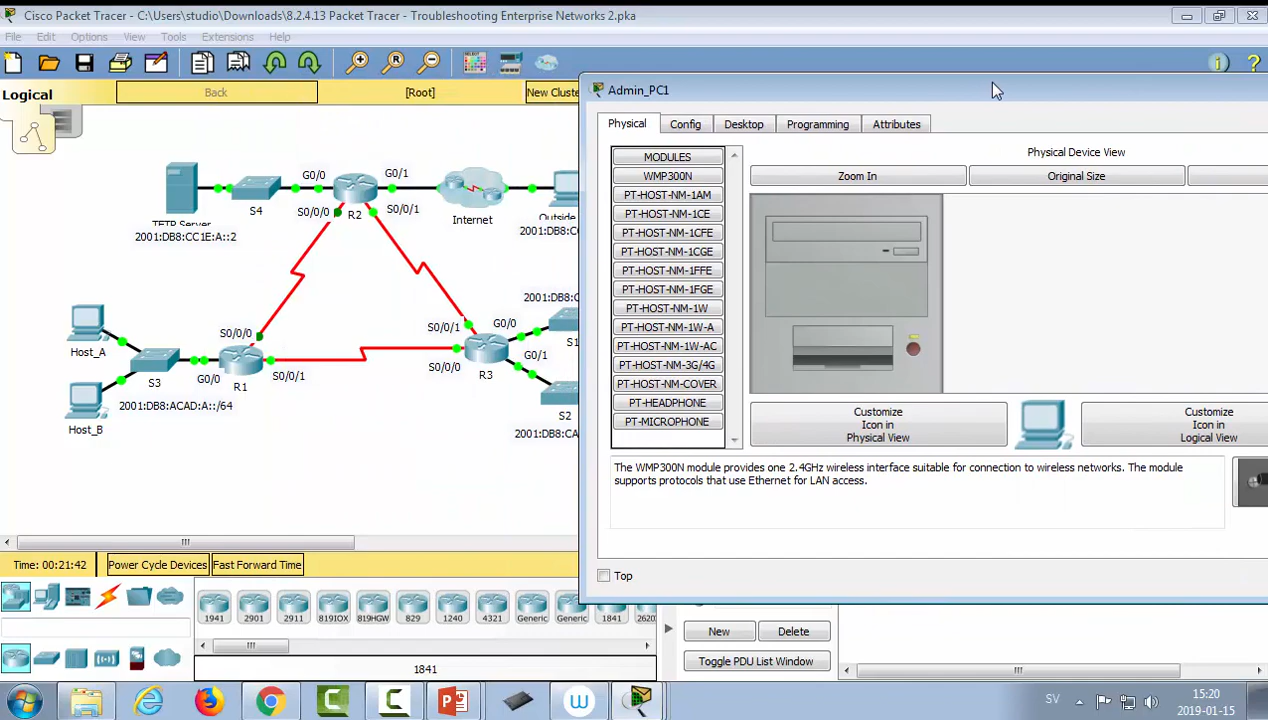 Cisco Packet Tracer - C:\Users\studio\Downloads\8.2.4.13 Packet Tracer - Troubleshooting Enterprise Networks 2.pka
File Edit Options View Tools Extensions Help
Logical Back [Root] New Cluste
S4
G0/0
G0/1
S0/0/0
R2
S0/0/1
Internet
TFTP Server
Outside
2001:DB8:CC1E:A::2
2001:DB8:C
2001:DB8:C
S0/0/0
S0/0/1
G0/0
S1
Host_A
S3
G0/0
R1
S0/0/1
S0/0/0
R3
G0/1
S2
2001:DB8:ACAD:A::/64
Host_B
2001:DB8:CA
Time: 00:21:42 Power Cycle Devices Fast Forward Time
1941 2901 2911 819IOX 819HGW 829 1240 4321 Generic Generic 1841 2620
1841
New Delete
Toggle PDU List Window
Admin_PC1
Physical Config Desktop Programming Attributes
MODULES
WMP300N
PT-HOST-NM-1AM
PT-HOST-NM-1CE
PT-HOST-NM-1CFE
PT-HOST-NM-1CGE
PT-HOST-NM-1FFE
PT-HOST-NM-1FGE
PT-HOST-NM-1W
PT-HOST-NM-1W-A
PT-HOST-NM-1W-AC
PT-HOST-NM-3G/4G
PT-HOST-NM-COVER
PT-HEADPHONE
PT-MICROPHONE
Physical Device View
Zoom In Original Size
Customize
Icon in
Physical View
Customize
Icon in
Logical View
The WMP300N module provides one 2.4GHz wireless interface suitable for connection to wireless networks. The module
supports protocols that use Ethernet for LAN access.
Top
SV
15:20
2019-01-15